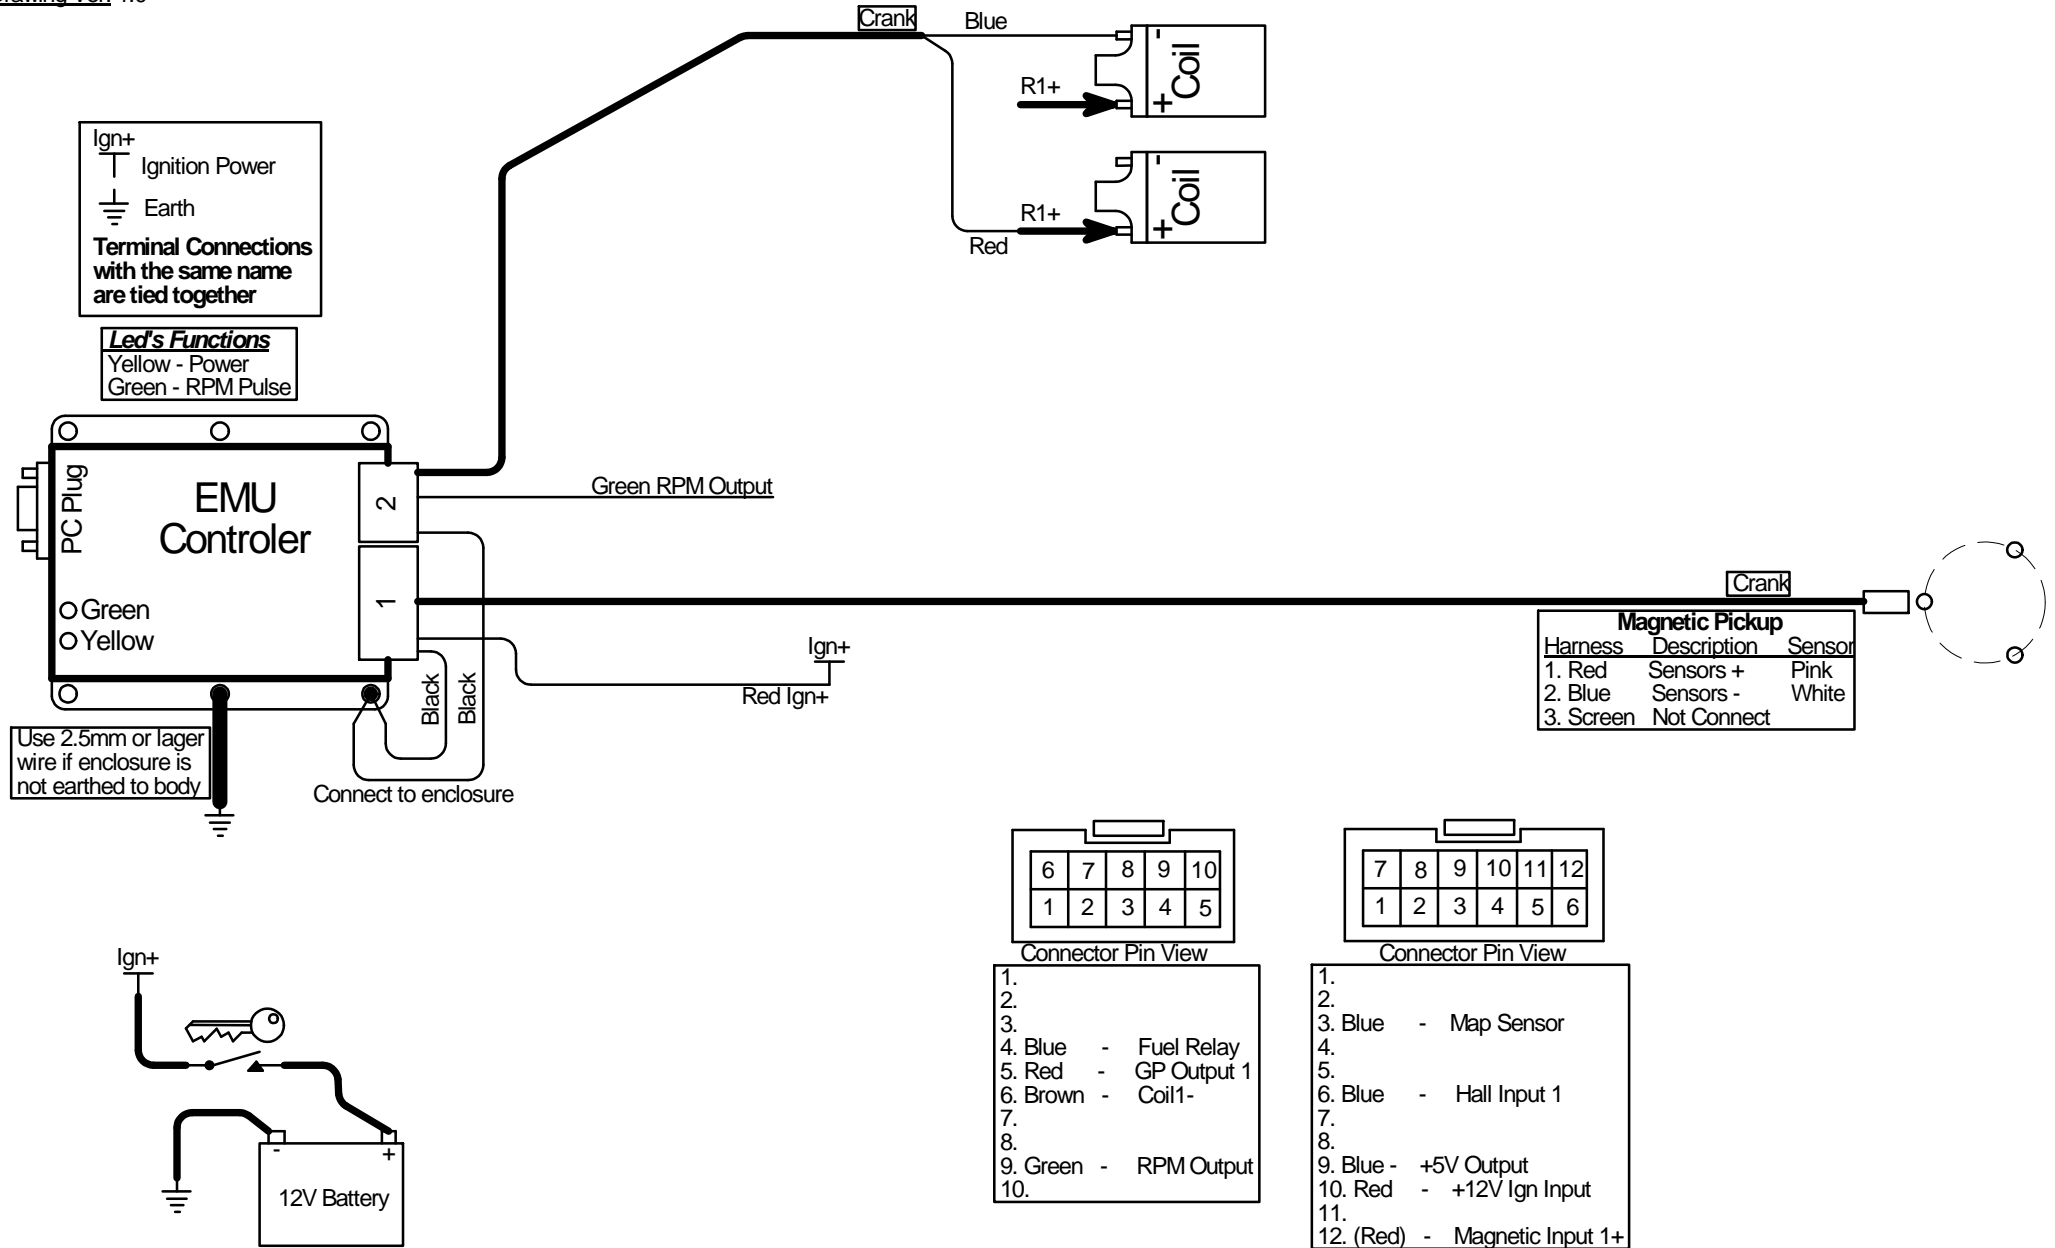 Drawing Ver: 1.0
Crank
Blue
-
Coil
+
R1+
-
Coil
+
R1+
Red
Ign+
Ignition Power
Earth
Terminal Connections
with the same name
are tied together
Led's Functions
Yellow - Power
Green - RPM Pulse
PC Plug
EMU
Controler
2
1
Green
Yellow
Green RPM Output
Ign+
Red Ign+
Black
Black
Connect to enclosure
Use 2.5mm or lager
wire if enclosure is
not earthed to body
Crank
Magnetic Pickup
Harness Description Sensor
1. Red Sensors + Pink
2. Blue Sensors - White
3. Screen Not Connect
Ign+
- +
12V Battery
6 7 8 9 10
1 2 3 4 5
Connector Pin View
1.
2.
3.
4. Blue - Fuel Relay
5. Red - GP Output 1
6. Brown - Coil1-
7.
8.
9. Green - RPM Output
10.
7 8 9 10 11 12
1 2 3 4 5 6
Connector Pin View
1.
2.
3. Blue - Map Sensor
4.
5.
6. Blue - Hall Input 1
7.
8.
9. Blue - +5V Output
10. Red - +12V Ign Input
11.
12. (Red) - Magnetic Input 1+